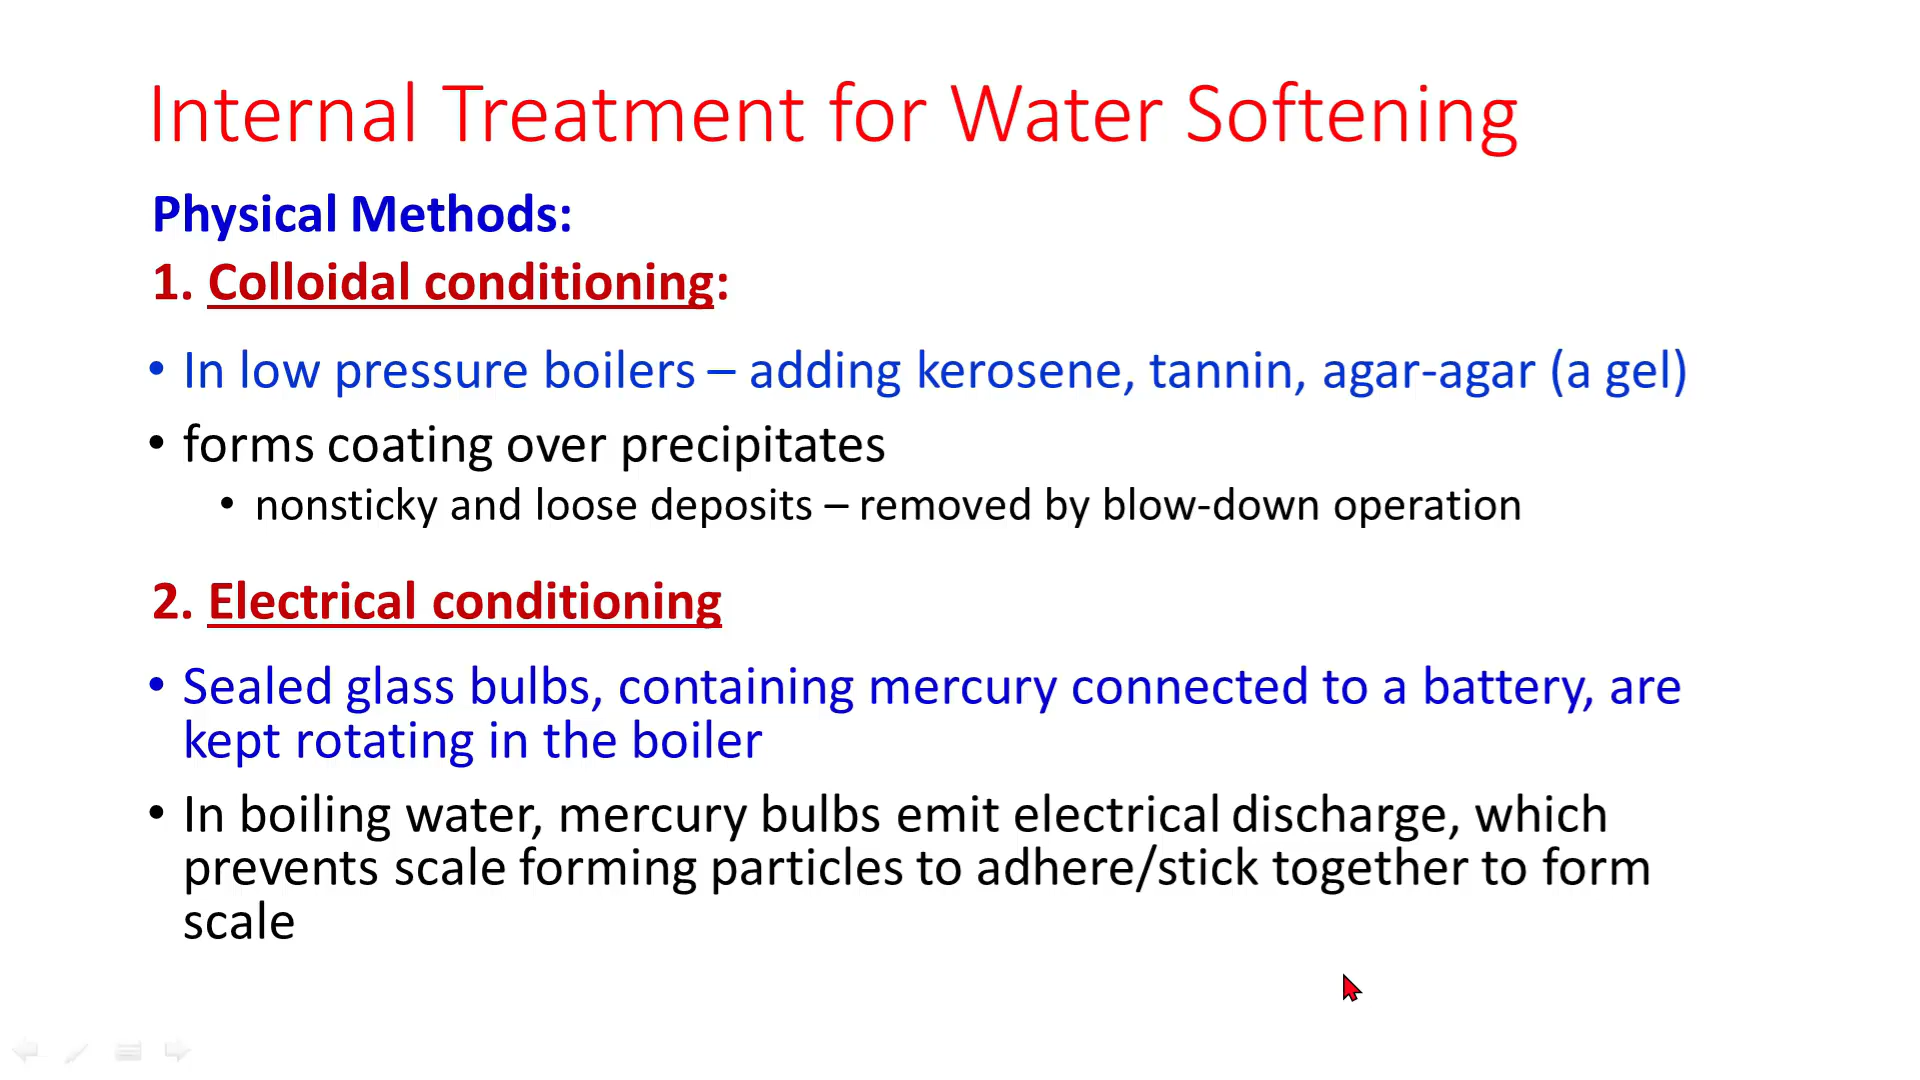 Internal Treatment for Water Softening
Physical Methods:
1. Colloidal conditioning:
• In low pressure boilers – adding kerosene, tannin, agar-agar (a gel)
• forms coating over precipitates
• nonsticky and loose deposits – removed by blow-down operation
2. Electrical conditioning
• Sealed glass bulbs, containing mercury connected to a battery, are
kept rotating in the boiler
• In boiling water, mercury bulbs emit electrical discharge, which
prevents scale forming particles to adhere/stick together to form
scale